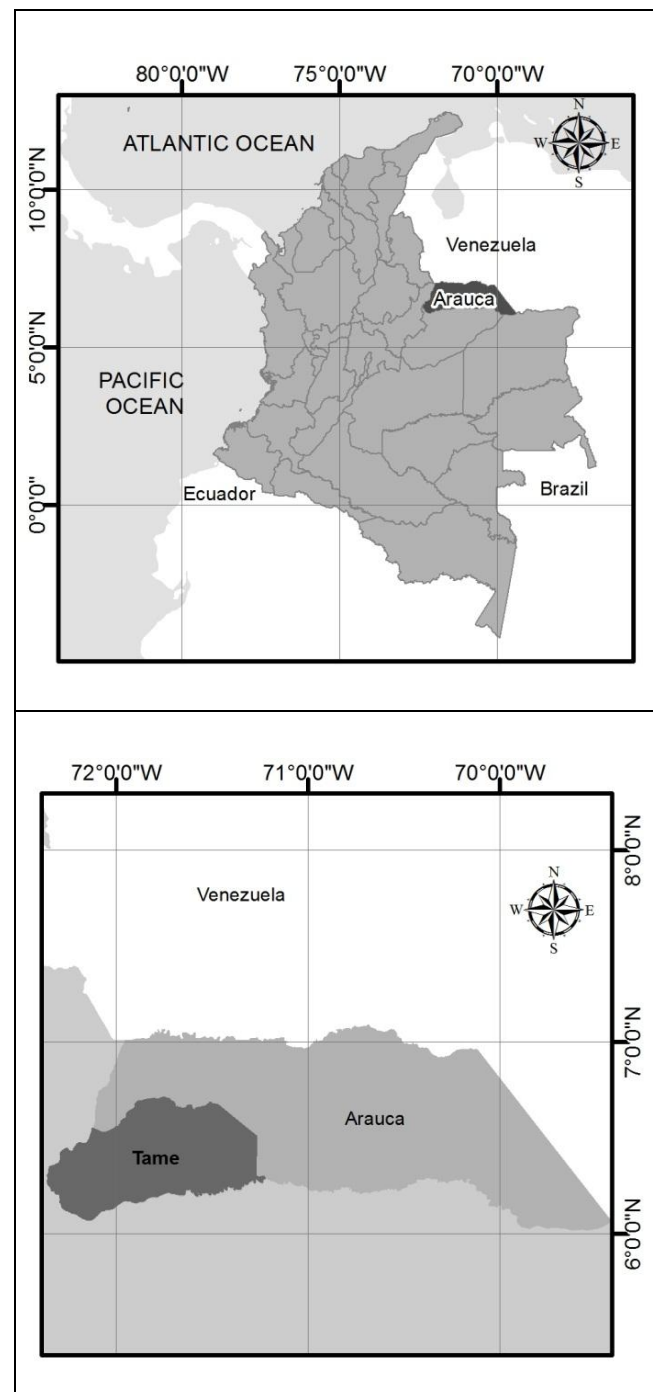 80°0'0"W 75°0'0"W 70°0'0"W
N
W E
S
ATLANTIC OCEAN
10°0'0"N
Venezuela
Arauca
5°0'0"N
PACIFIC
OCEAN
Ecuador
Brazil
0°0'0"
72°0'0"W 71°0'0"W 70°0'0"W
8°0'0"N
Venezuela
N
W E
S
7°0'0"N
Arauca
Tame
6°0'0"N